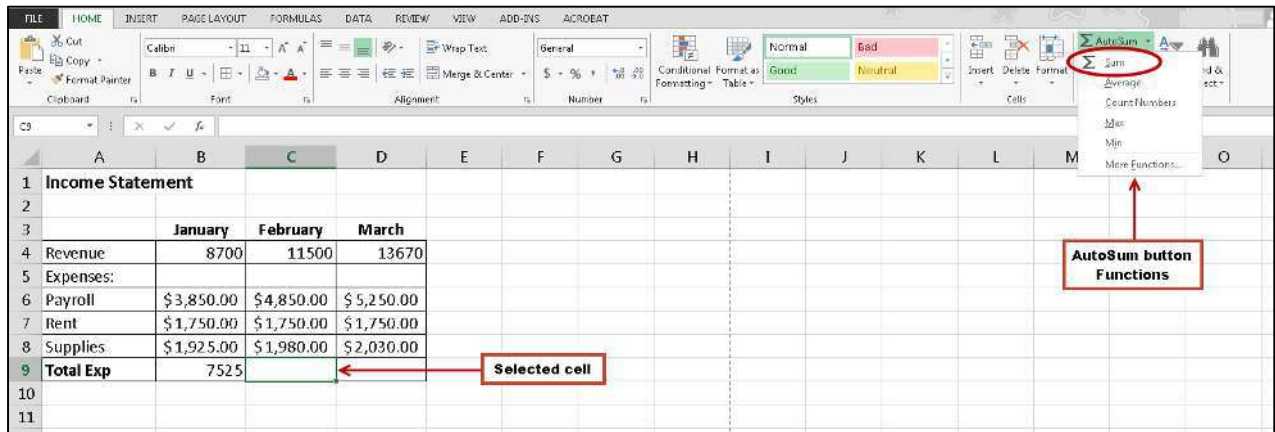 FILE HOME INSERT PAGE LAYOUT FORMULAS DATA REVIEW VIEW ADD-INS ACROBAT
Cut
Copy
Format Painter
Paste
Clipboard
Calibri 11
B I U
Font
Wrap Text
Merge & Center
Alignment
General
$ % ,
Number
Conditional Formatting
Format as Table
Normal Bad
Good Neutral
Styles
Insert Delete Format
Cells
AutoSum
Sum
Average
Count Numbers
Max
Min
More Functions...
C9 fx
A B C D E F G H I J K L M O
1 Income Statement
2
3 January February March
4 Revenue 8700 11500 13670
5 Expenses:
6 Payroll $3,850.00 $4,850.00 $5,250.00
7 Rent $1,750.00 $1,750.00 $1,750.00
8 Supplies $1,925.00 $1,980.00 $2,030.00
9 Total Exp 7525
10
11
Selected cell
AutoSum button
Functions